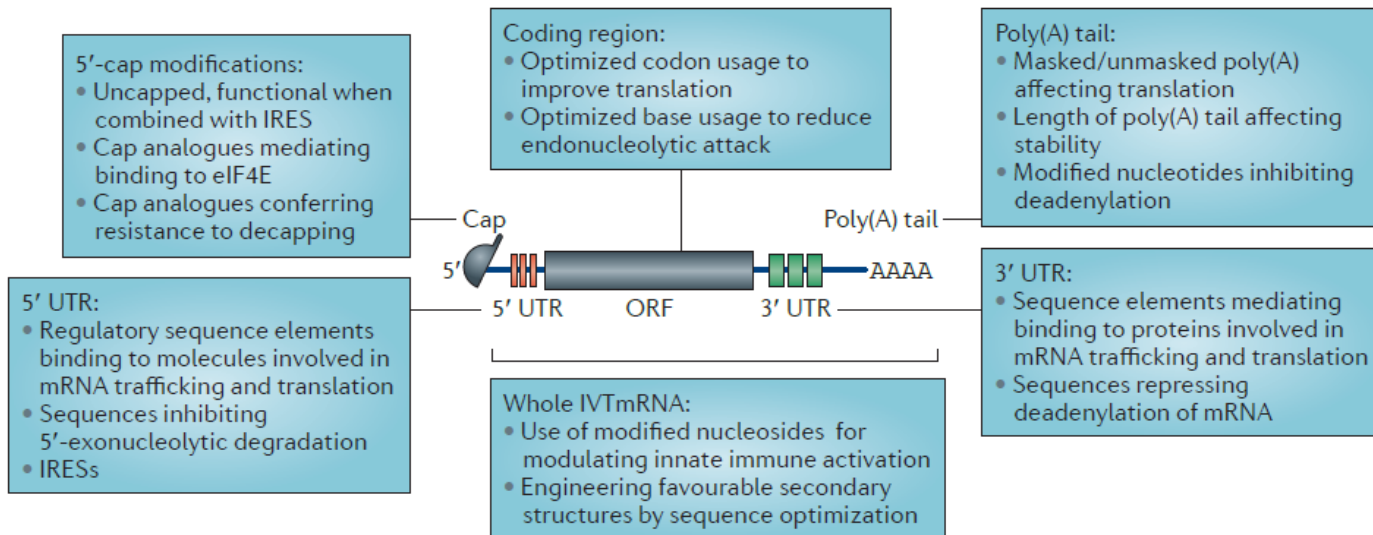 5′-cap modifications:
• Uncapped, functional when
combined with IRES
• Cap analogues mediating
binding to eIF4E
• Cap analogues conferring
resistance to decapping
Coding region:
• Optimized codon usage to
improve translation
• Optimized base usage to reduce
endonucleolytic attack
Poly(A) tail:
• Masked/unmasked poly(A)
affecting translation
• Length of poly(A) tail affecting
stability
• Modified nucleotides inhibiting
deadenylation
Cap
Poly(A) tail
5′
AAAA
5′ UTR
ORF
3′ UTR
5′ UTR:
• Regulatory sequence elements
binding to molecules involved in
mRNA trafficking and translation
• Sequences inhibiting
5′-exonucleolytic degradation
• IRESs
Whole IVTmRNA:
• Use of modified nucleosides for
modulating innate immune activation
• Engineering favourable secondary
structures by sequence optimization
3′ UTR:
• Sequence elements mediating
binding to proteins involved in
mRNA trafficking and translation
• Sequences repressing
deadenylation of mRNA